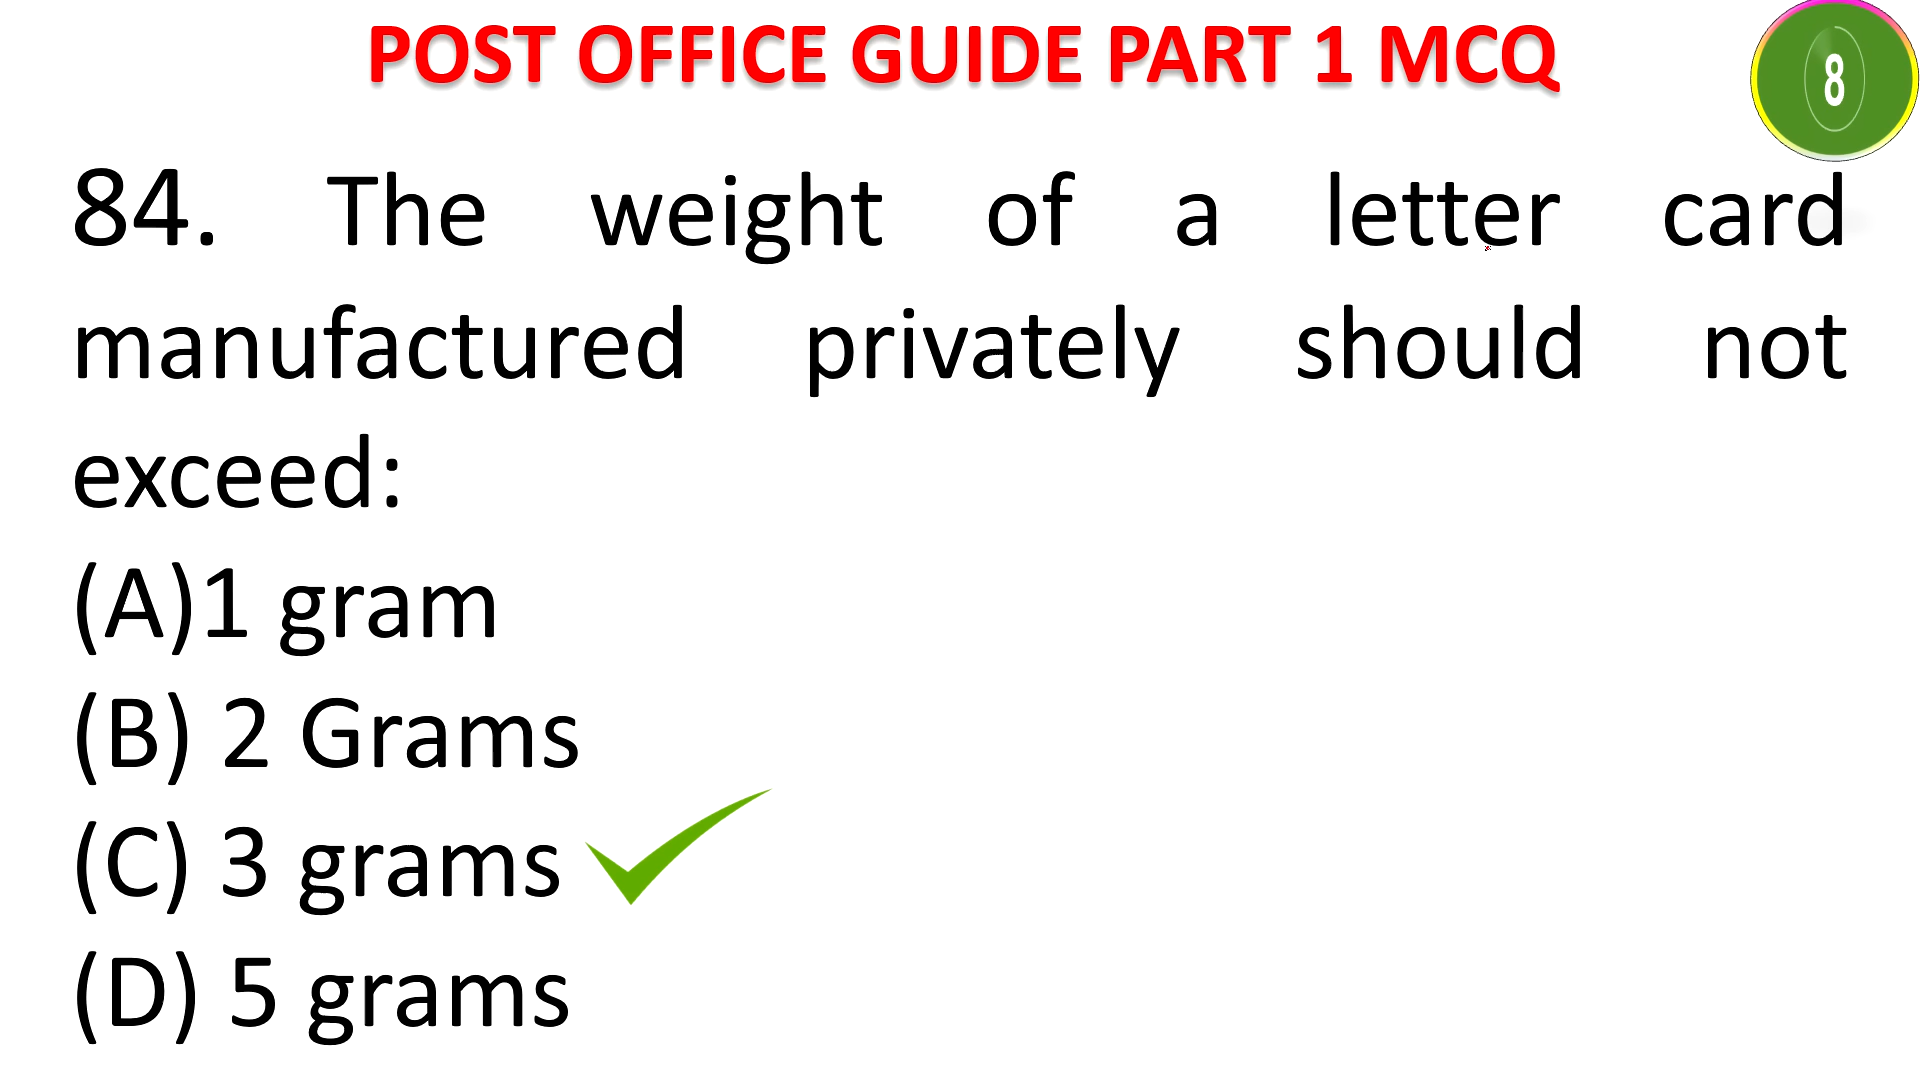 POST OFFICE GUIDE PART 1 MCQ
8
84. The weight of a letter card
manufactured privately should not
exceed:
(A)1 gram
(B) 2 Grams
(C) 3 grams
(D) 5 grams